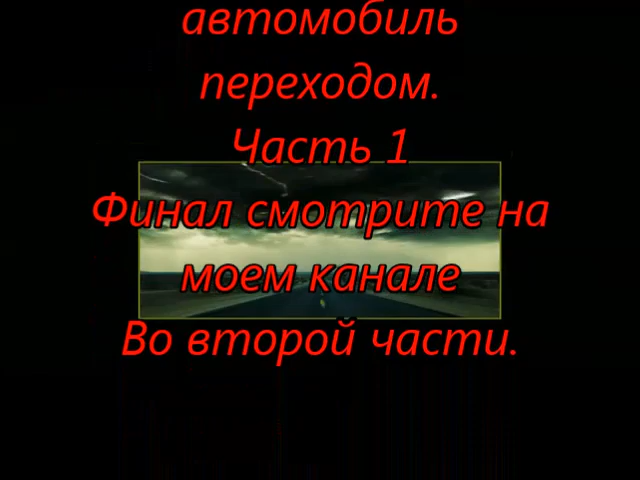 автомобиль
переходом.
Часть 1
Финал смотрите на
моем канале
Во второй части.